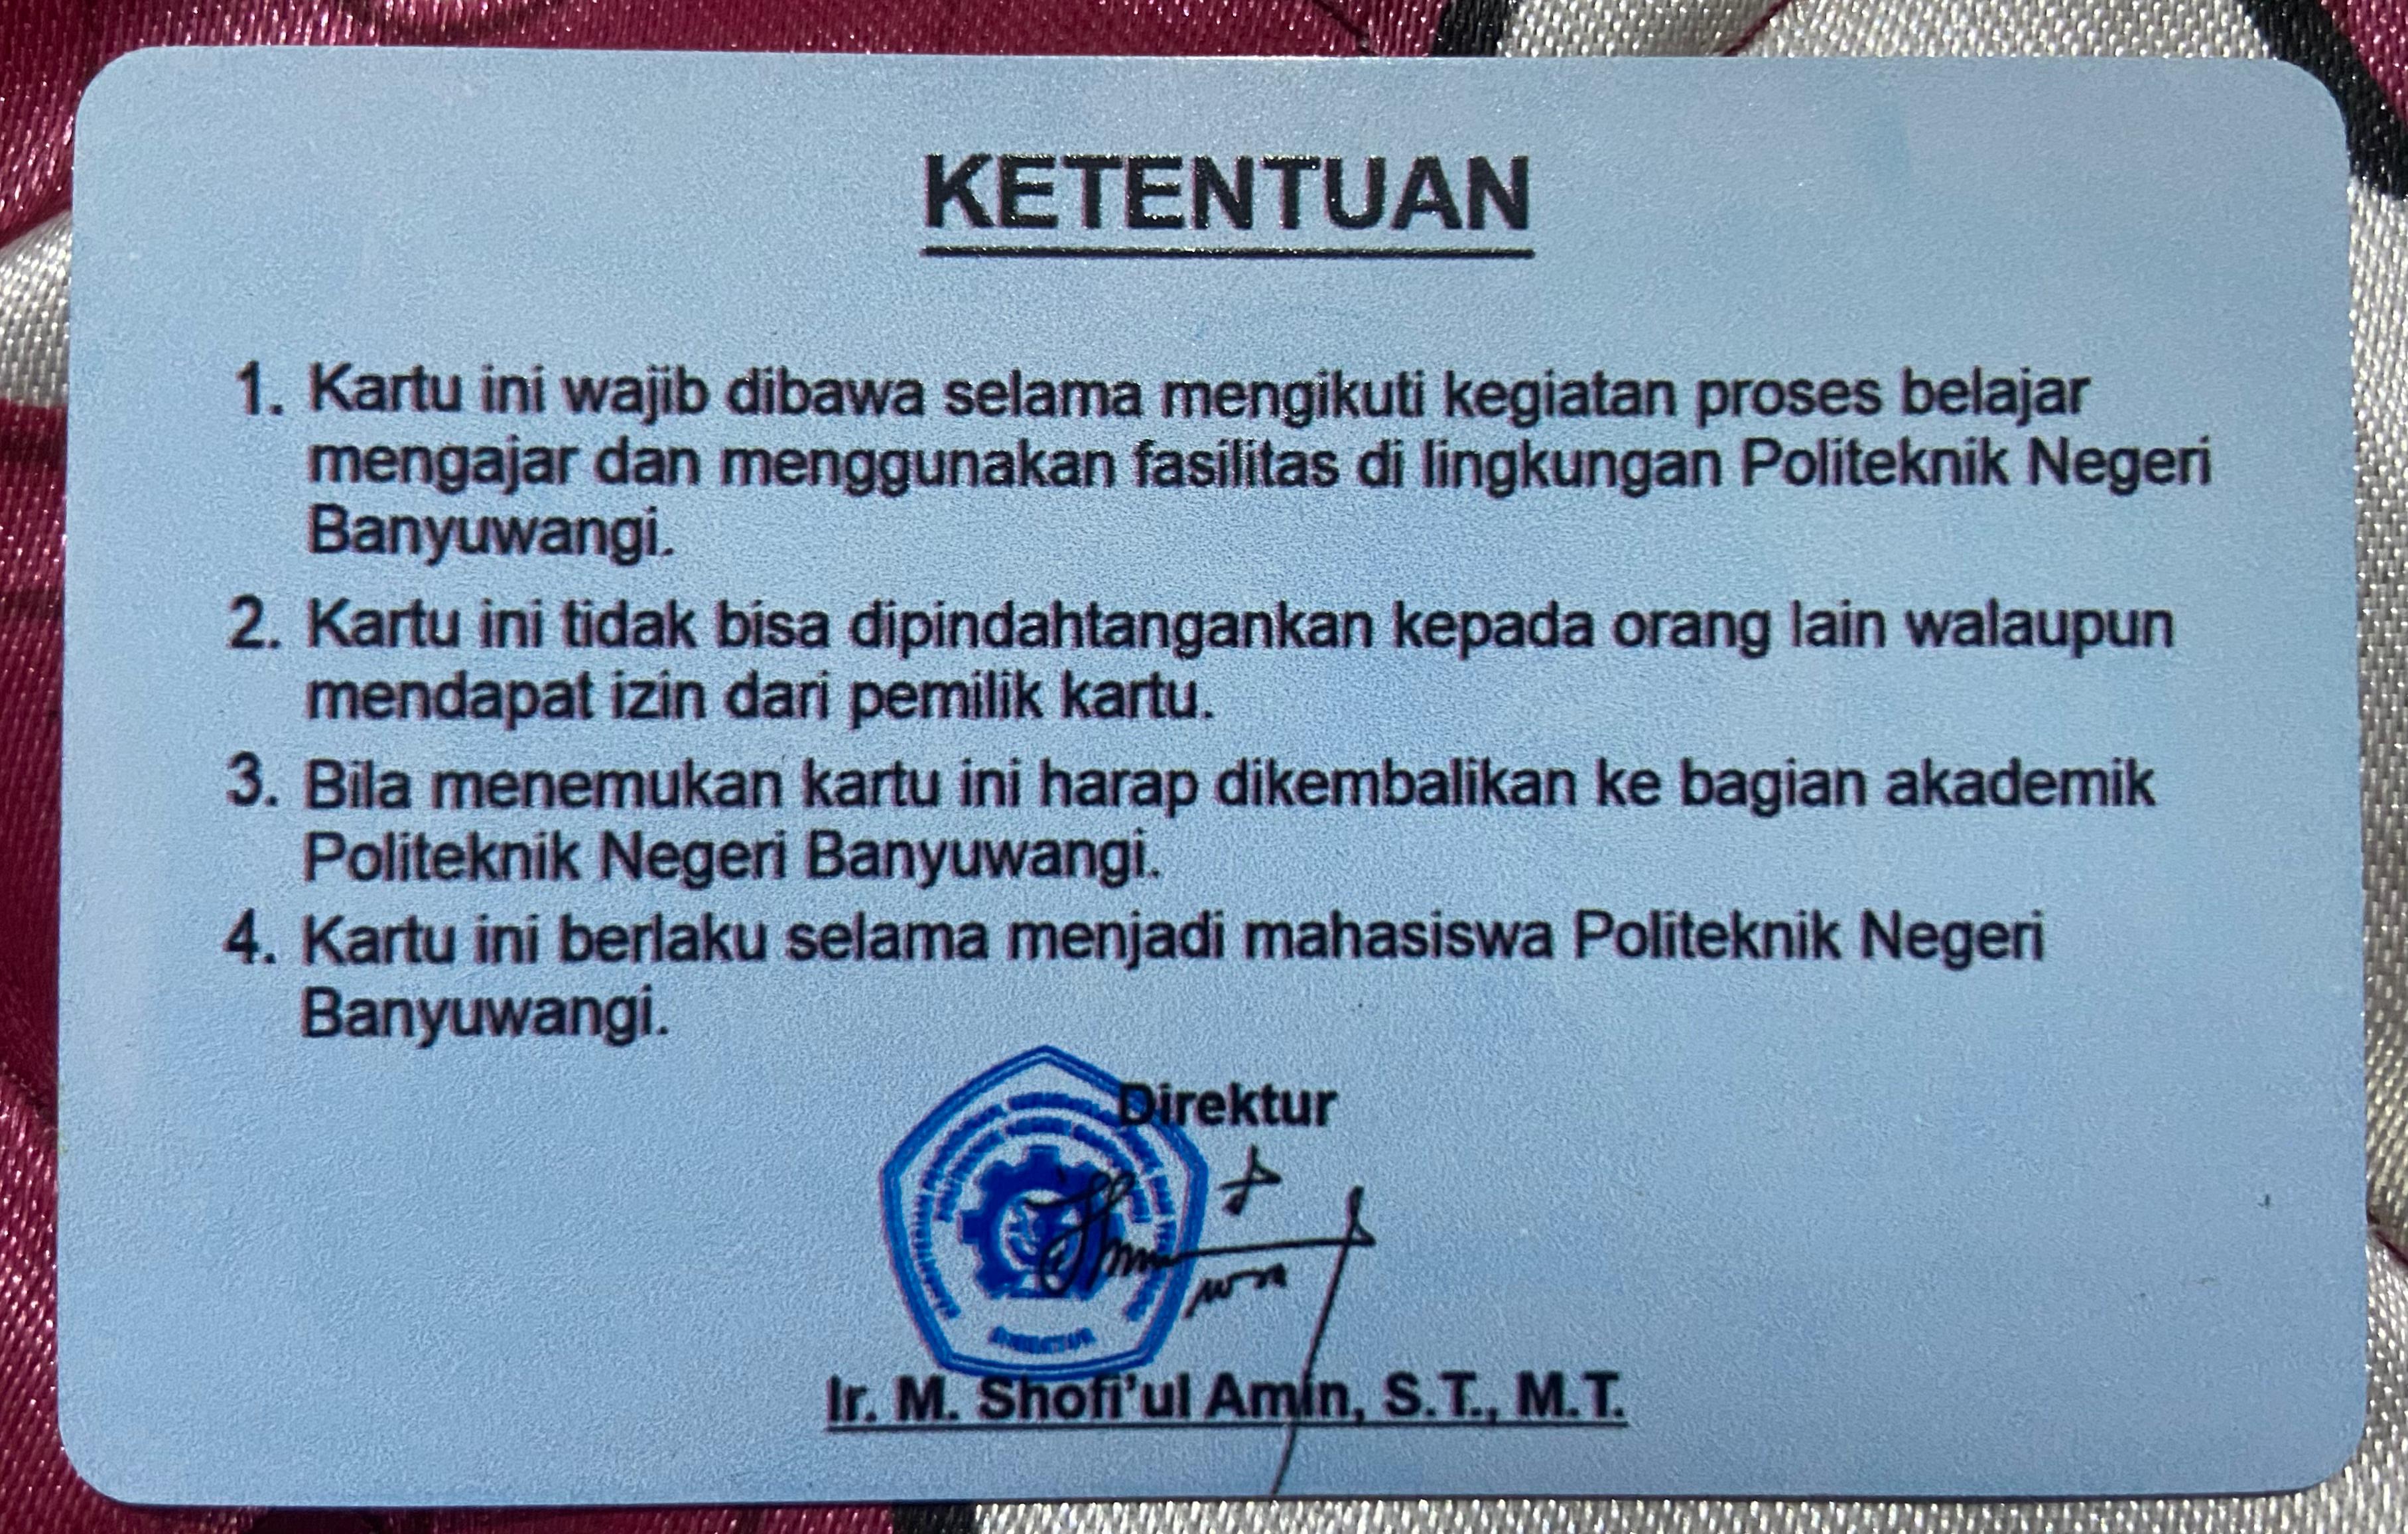 KETENTUAN
1. Kartu ini wajib dibawa selama mengikuti kegiatan proses belajar
mengajar dan menggunakan fasilitas di lingkungan Politeknik Negeri
Banyuwangi.
2. Kartu ini tidak bisa dipindahtangankan kepada orang lain walaupun
mendapat izin dari pemilik kartu.
3. Bila menemukan kartu ini harap dikembalikan ke bagian akademik
Politeknik Negeri Banyuwangi.
4. Kartu ini berlaku selama menjadi mahasiswa Politeknik Negeri
Banyuwangi.
Direktur
Ir. M. Shofi'ul Amin, S.T., M.T.